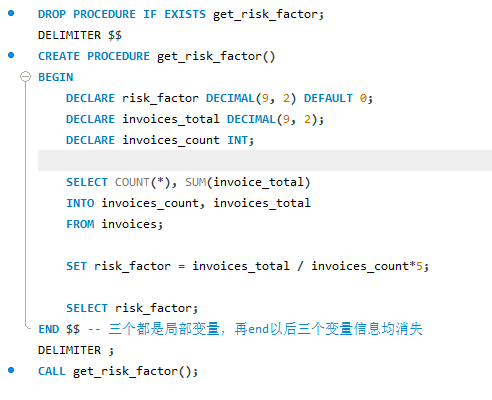 DROP PROCEDURE IF EXISTS get_risk_factor;
DELIMITER $$
CREATE PROCEDURE get_risk_factor()
BEGIN
DECLARE risk_factor DECIMAL(9, 2) DEFAULT 0;
DECLARE invoices_total DECIMAL(9, 2);
DECLARE invoices_count INT;
SELECT COUNT(*), SUM(invoice_total)
INTO invoices_count, invoices_total
FROM invoices;
SET risk_factor = invoices_total / invoices_count*5;
SELECT risk_factor;
END $$ -- 三个都是局部变量，再end以后三个变量信息均消失
DELIMITER ;
CALL get_risk_factor();